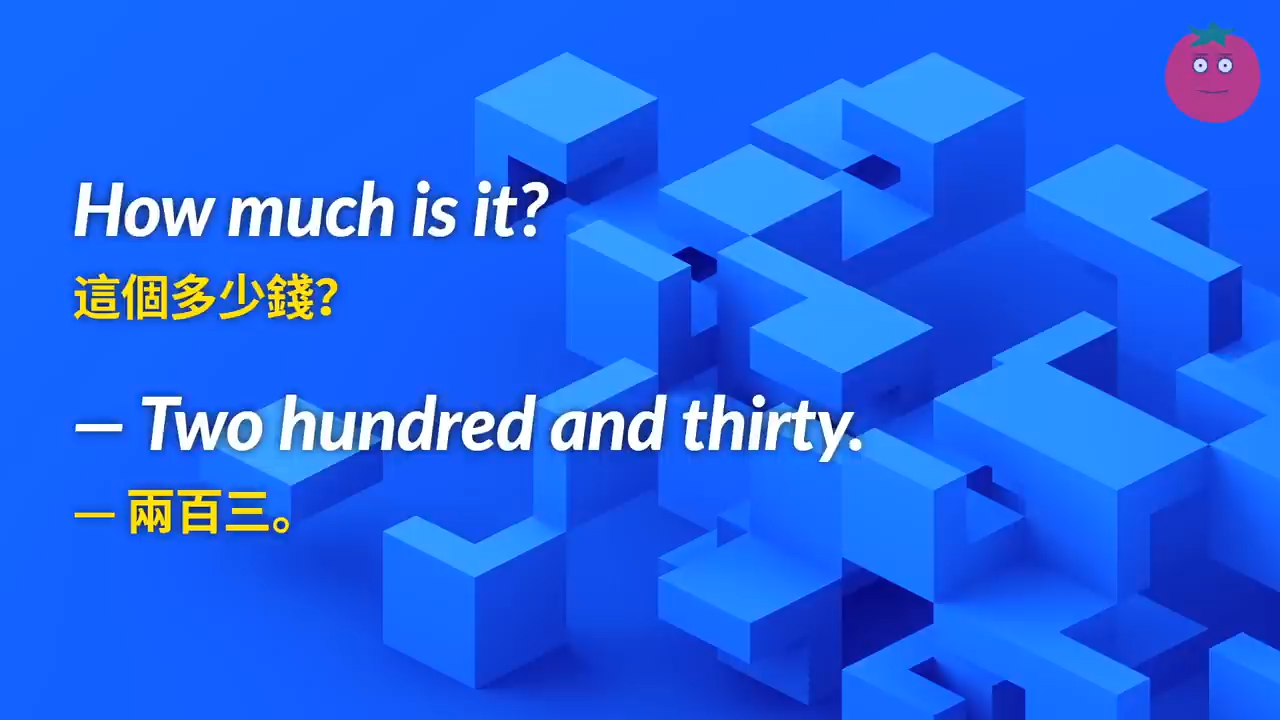 How much is it?
這個多少錢？
— Two hundred and thirty.
— 兩百三。